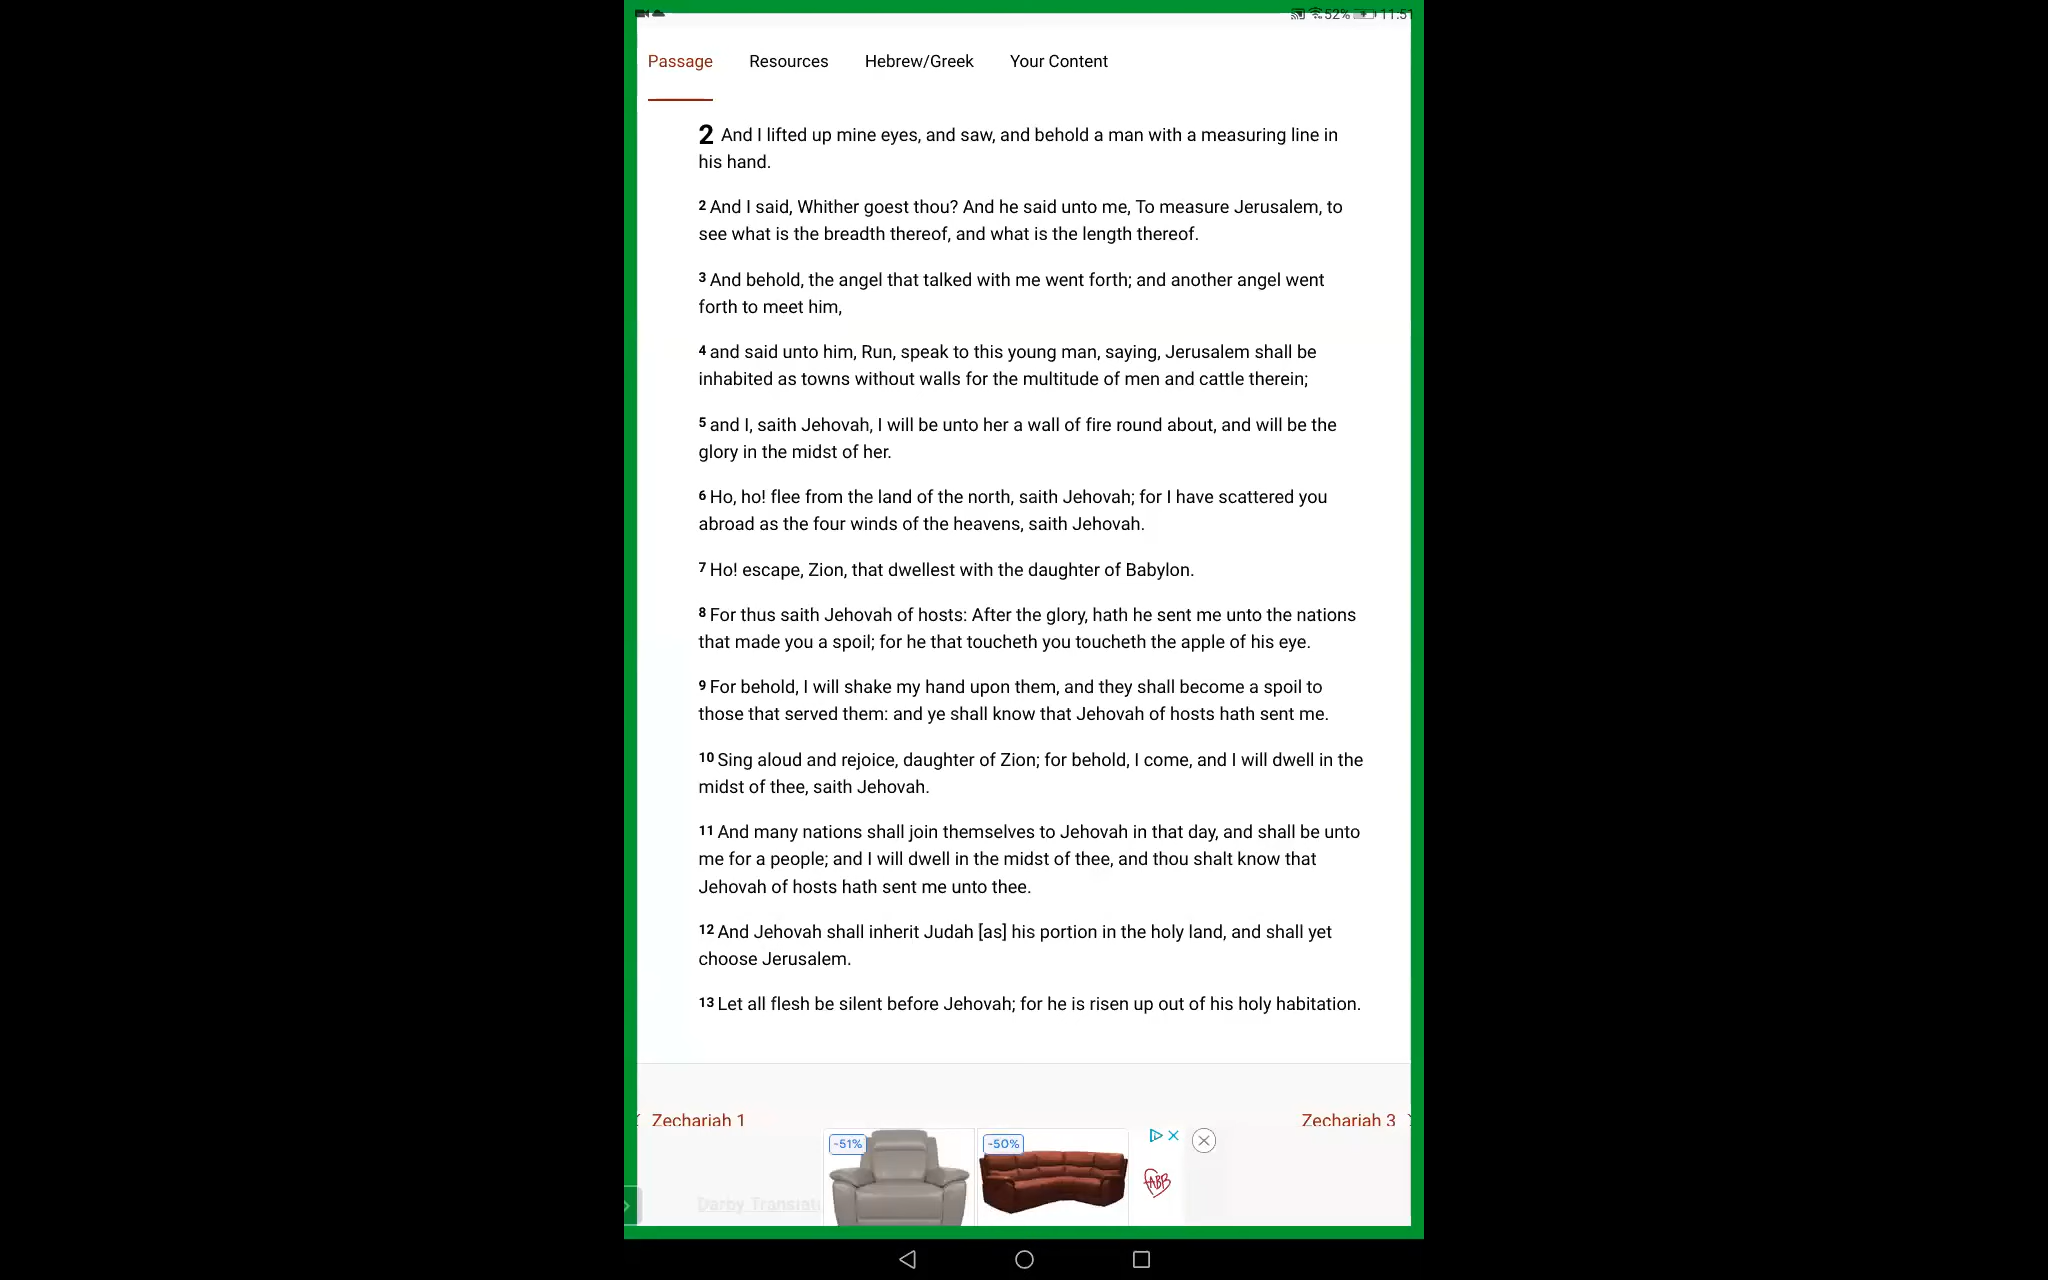 52% 11:51
Passage Resources Hebrew/Greek Your Content
2 And I lifted up mine eyes, and saw, and behold a man with a measuring line in
his hand.
2 And I said, Whither goest thou? And he said unto me, To measure Jerusalem, to
see what is the breadth thereof, and what is the length thereof.
3 And behold, the angel that talked with me went forth; and another angel went
forth to meet him,
4 and said unto him, Run, speak to this young man, saying, Jerusalem shall be
inhabited as towns without walls for the multitude of men and cattle therein;
5 and I, saith Jehovah, I will be unto her a wall of fire round about, and will be the
glory in the midst of her.
6 Ho, ho! flee from the land of the north, saith Jehovah; for I have scattered you
abroad as the four winds of the heavens, saith Jehovah.
7 Ho! escape, Zion, that dwellest with the daughter of Babylon.
8 For thus saith Jehovah of hosts: After the glory, hath he sent me unto the nations
that made you a spoil; for he that toucheth you toucheth the apple of his eye.
9 For behold, I will shake my hand upon them, and they shall become a spoil to
those that served them: and ye shall know that Jehovah of hosts hath sent me.
10 Sing aloud and rejoice, daughter of Zion; for behold, I come, and I will dwell in the
midst of thee, saith Jehovah.
11 And many nations shall join themselves to Jehovah in that day, and shall be unto
me for a people; and I will dwell in the midst of thee, and thou shalt know that
Jehovah of hosts hath sent me unto thee.
12 And Jehovah shall inherit Judah [as] his portion in the holy land, and shall yet
choose Jerusalem.
13 Let all flesh be silent before Jehovah; for he is risen up out of his holy habitation.
Zechariah 1 Zechariah 3
-51% -50%
Darby